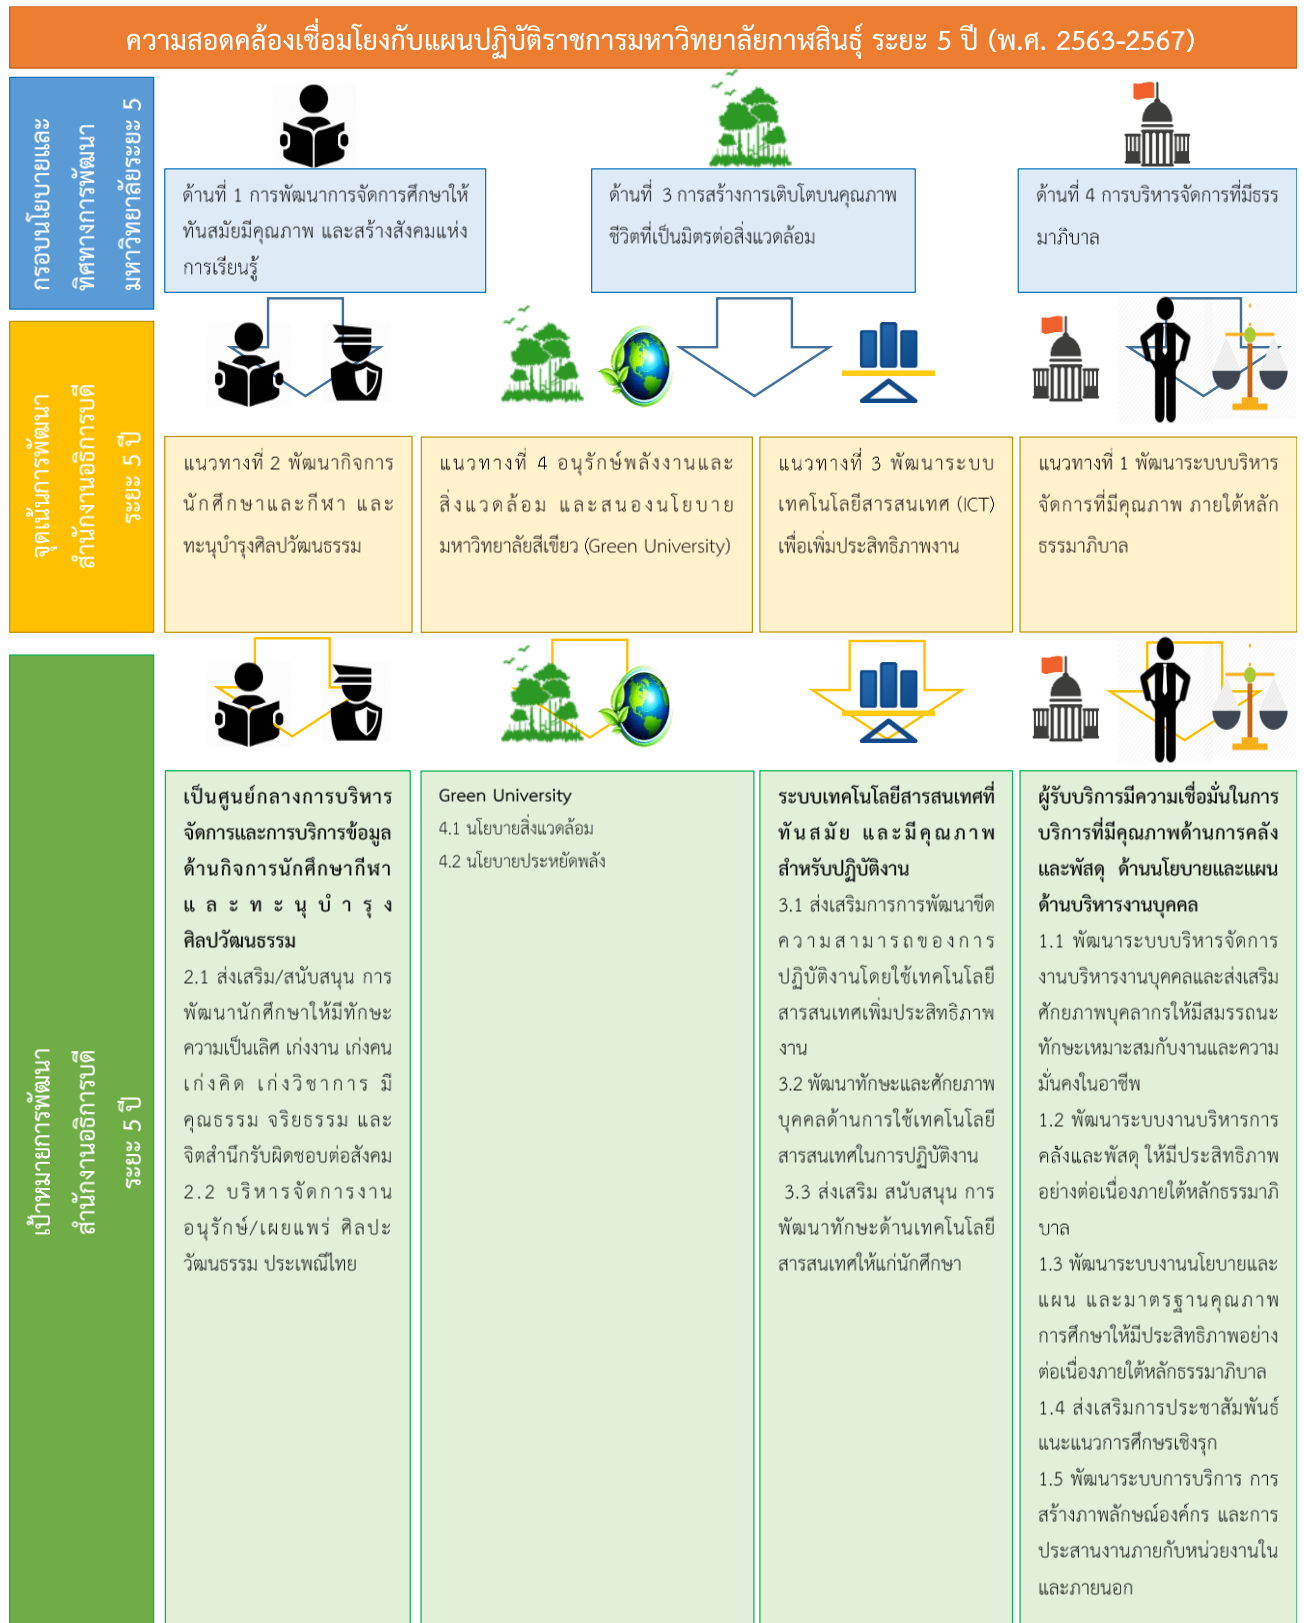 ความสอดคล้องเชื่อมโยงกับแผนปฏิบัติราชการมหาวิทยาลัยกาฬสินธุ์ ระยะ 5 ปี (พ.ศ. 2563-2567)
กรอบนโยบายและ
ทิศทางการพัฒนา
มหาวิทยาลัยระยะ 5
ด้านที่ 1 การพัฒนาการจัดการศึกษาให้
ทันสมัยมีคุณภาพ และสร้างสังคมแห่ง
การเรียนรู้
ด้านที่ 3 การสร้างการเติบโตบนคุณภาพ
ชีวิตที่เป็นมิตรต่อสิ่งแวดล้อม
ด้านที่ 4 การบริหารจัดการที่มีธรร
มาภิบาล
จุดเน้นการพัฒนา
สำนักงานอธิการบดี
ระยะ 5 ปี
แนวทางที่ 2 พัฒนากิจการ
นักศึกษาและกีฬา และ
ทะนุบำรุงศิลปวัฒนธรรม
แนวทางที่ 4 อนุรักษ์พลังงานและ
สิ่งแวดล้อม และสนองนโยบาย
มหาวิทยาลัยสีเขียว (Green University)
แนวทางที่ 3 พัฒนาระบบ
เทคโนโลยีสารสนเทศ (ICT)
เพื่อเพิ่มประสิทธิภาพงาน
แนวทางที่ 1 พัฒนาระบบบริหาร
จัดการที่มีคุณภาพ ภายใต้หลัก
ธรรมาภิบาล
เป้าหมายการพัฒนา
สำนักงานอธิการบดี
ระยะ 5 ปี
เป็นศูนย์กลางการบริหาร
จัดการและการบริการข้อมูล
ด้านกิจการนักศึกษากีฬา
และทะนุบำรุง
ศิลปวัฒนธรรม
2.1 ส่งเสริม/สนับสนุน การ
พัฒนานักศึกษาให้มีทักษะ
ความเป็นเลิศ เก่งงาน เก่งคน
เก่งคิด เก่งวิชาการ มี
คุณธรรม จริยธรรม และ
จิตสำนึกรับผิดชอบต่อสังคม
2.2 บริหารจัดการงาน
อนุรักษ์/เผยแพร่ ศิลปะ
วัฒนธรรม ประเพณีไทย
Green University
4.1 นโยบายสิ่งแวดล้อม
4.2 นโยบายประหยัดพลัง
ระบบเทคโนโลยีสารสนเทศที่
ทันสมัย และมีคุณภาพ
สำหรับปฏิบัติงาน
3.1 ส่งเสริมการการพัฒนาขีด
ความสามารถของการ
ปฏิบัติงานโดยใช้เทคโนโลยี
สารสนเทศเพิ่มประสิทธิภาพ
งาน
3.2 พัฒนาทักษะและศักยภาพ
บุคคลด้านการใช้เทคโนโลยี
สารสนเทศในการปฏิบัติงาน
3.3 ส่งเสริม สนับสนุน การ
พัฒนาทักษะด้านเทคโนโลยี
สารสนเทศให้แก่นักศึกษา
ผู้รับบริการมีความเชื่อมั่นในการ
บริการที่มีคุณภาพด้านการคลัง
และพัสดุ ด้านนโยบายและแผน
ด้านบริหารงานบุคคล
1.1 พัฒนาระบบบริหารจัดการ
งานบริหารงานบุคคลและส่งเสริม
ศักยภาพบุคลากรให้มีสมรรถนะ
ทักษะเหมาะสมกับงานและความ
มั่นคงในอาชีพ
1.2 พัฒนาระบบงานบริหารการ
คลังและพัสดุ ให้มีประสิทธิภาพ
อย่างต่อเนื่องภายใต้หลักธรรมาภิ
บาล
1.3 พัฒนาระบบงานนโยบายและ
แผน และมาตรฐานคุณภาพ
การศึกษาให้มีประสิทธิภาพอย่าง
ต่อเนื่องภายใต้หลักธรรมาภิบาล
1.4 ส่งเสริมการประชาสัมพันธ์
แนะแนวการศึกษรเชิงรุก
1.5 พัฒนาระบบการบริการ การ
สร้างภาพลักษณ์องค์กร และการ
ประสานงานภายกับหน่วยงานใน
และภายนอก